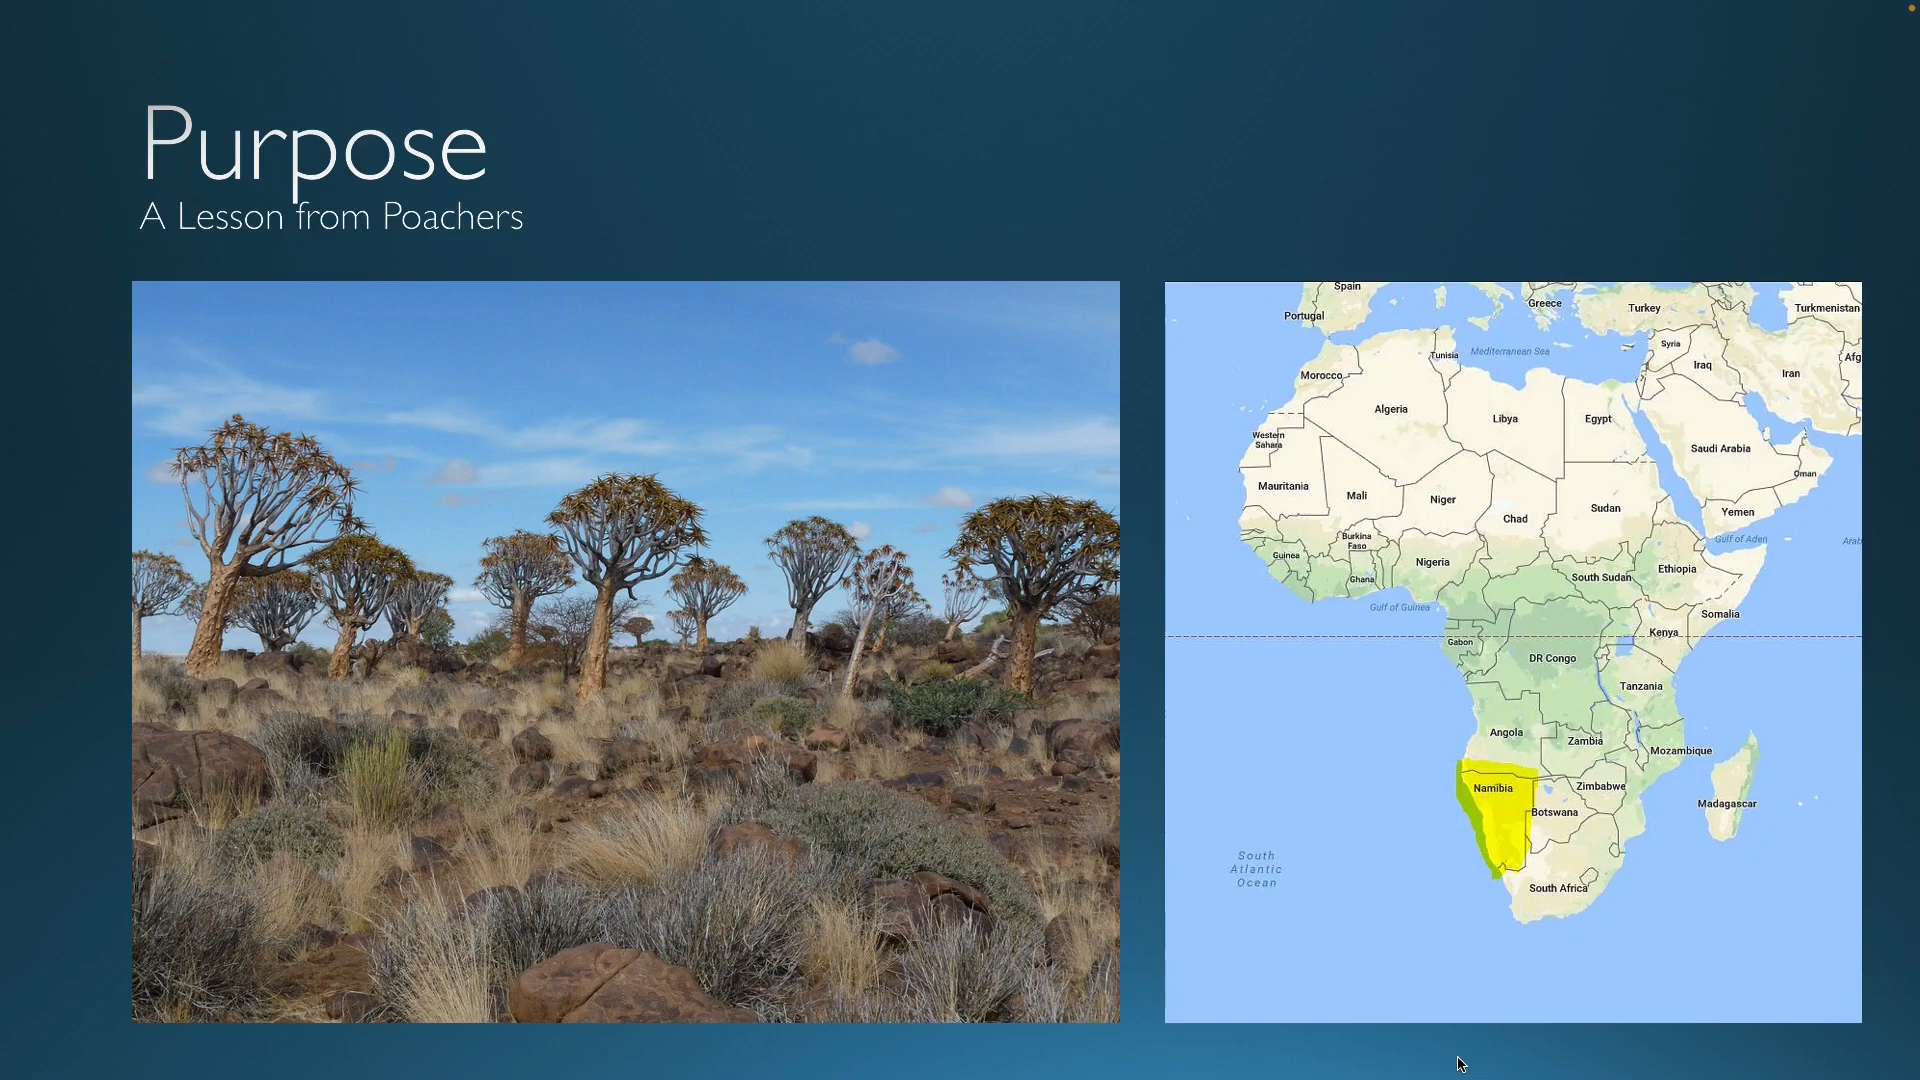 Purpose
A Lesson from Poachers
Spain
Portugal
Greece
Turkey
Turkmenistan
Tunisia
Mediterranean Sea
Syria
Iraq
Iran
Afg
Morocco
Algeria
Libya
Egypt
Western
Sahara
Saudi Arabia
Oman
Mauritania
Mali
Niger
Chad
Sudan
Yemen
Burkina
Faso
Gulf of Aden
Arab
Guinea
Nigeria
Ghana
South Sudan
Ethiopia
Gulf of Guinea
Somalia
Kenya
Gabon
DR Congo
Tanzania
Angola
Zambia
Mozambique
Namibia
Zimbabwe
Botswana
Madagascar
South
Atlantic
Ocean
South Africa